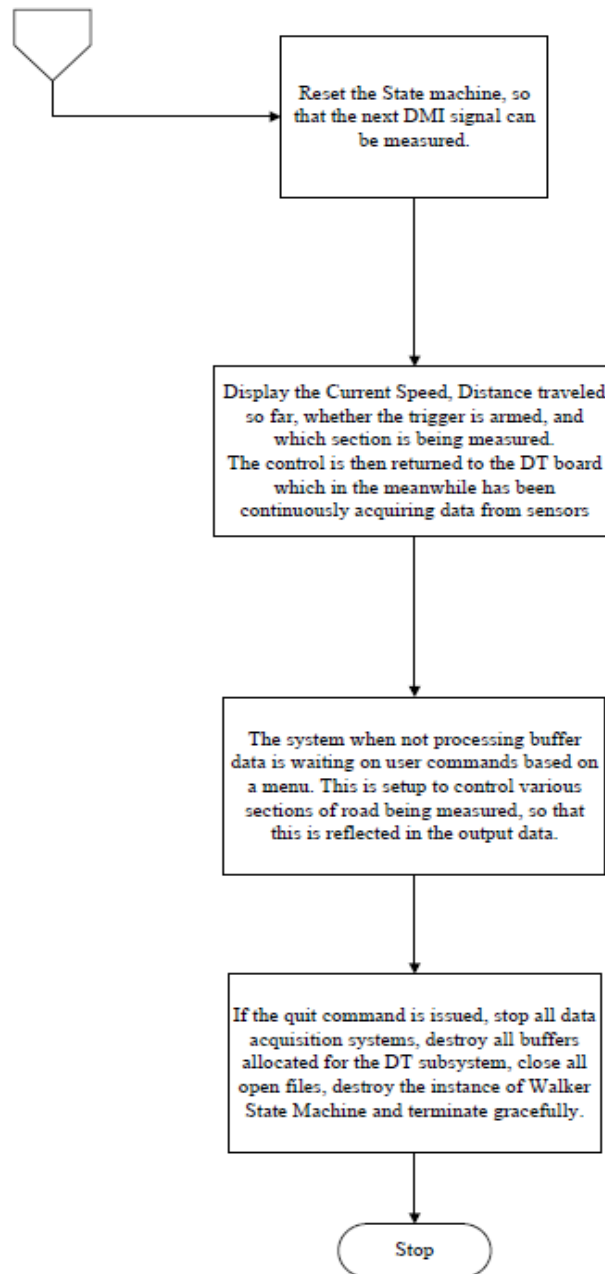 Reset the State machine, so
that the next DMI signal can
be measured.
Display the Current Speed, Distance traveled
so far, whether the trigger is armed, and
which section is being measured.
The control is then returned to the DT board
which in the meanwhile has been
continuously acquiring data from sensors
The system when not processing buffer
data is waiting on user commands based on
a menu. This is setup to control various
sections of road being measured, so that
this is reflected in the output data.
If the quit command is issued, stop all data
acquisition systems, destroy all buffers
allocated for the DT subsystem, close all
open files, destroy the instance of Walker
State Machine and terminate gracefully.
Stop